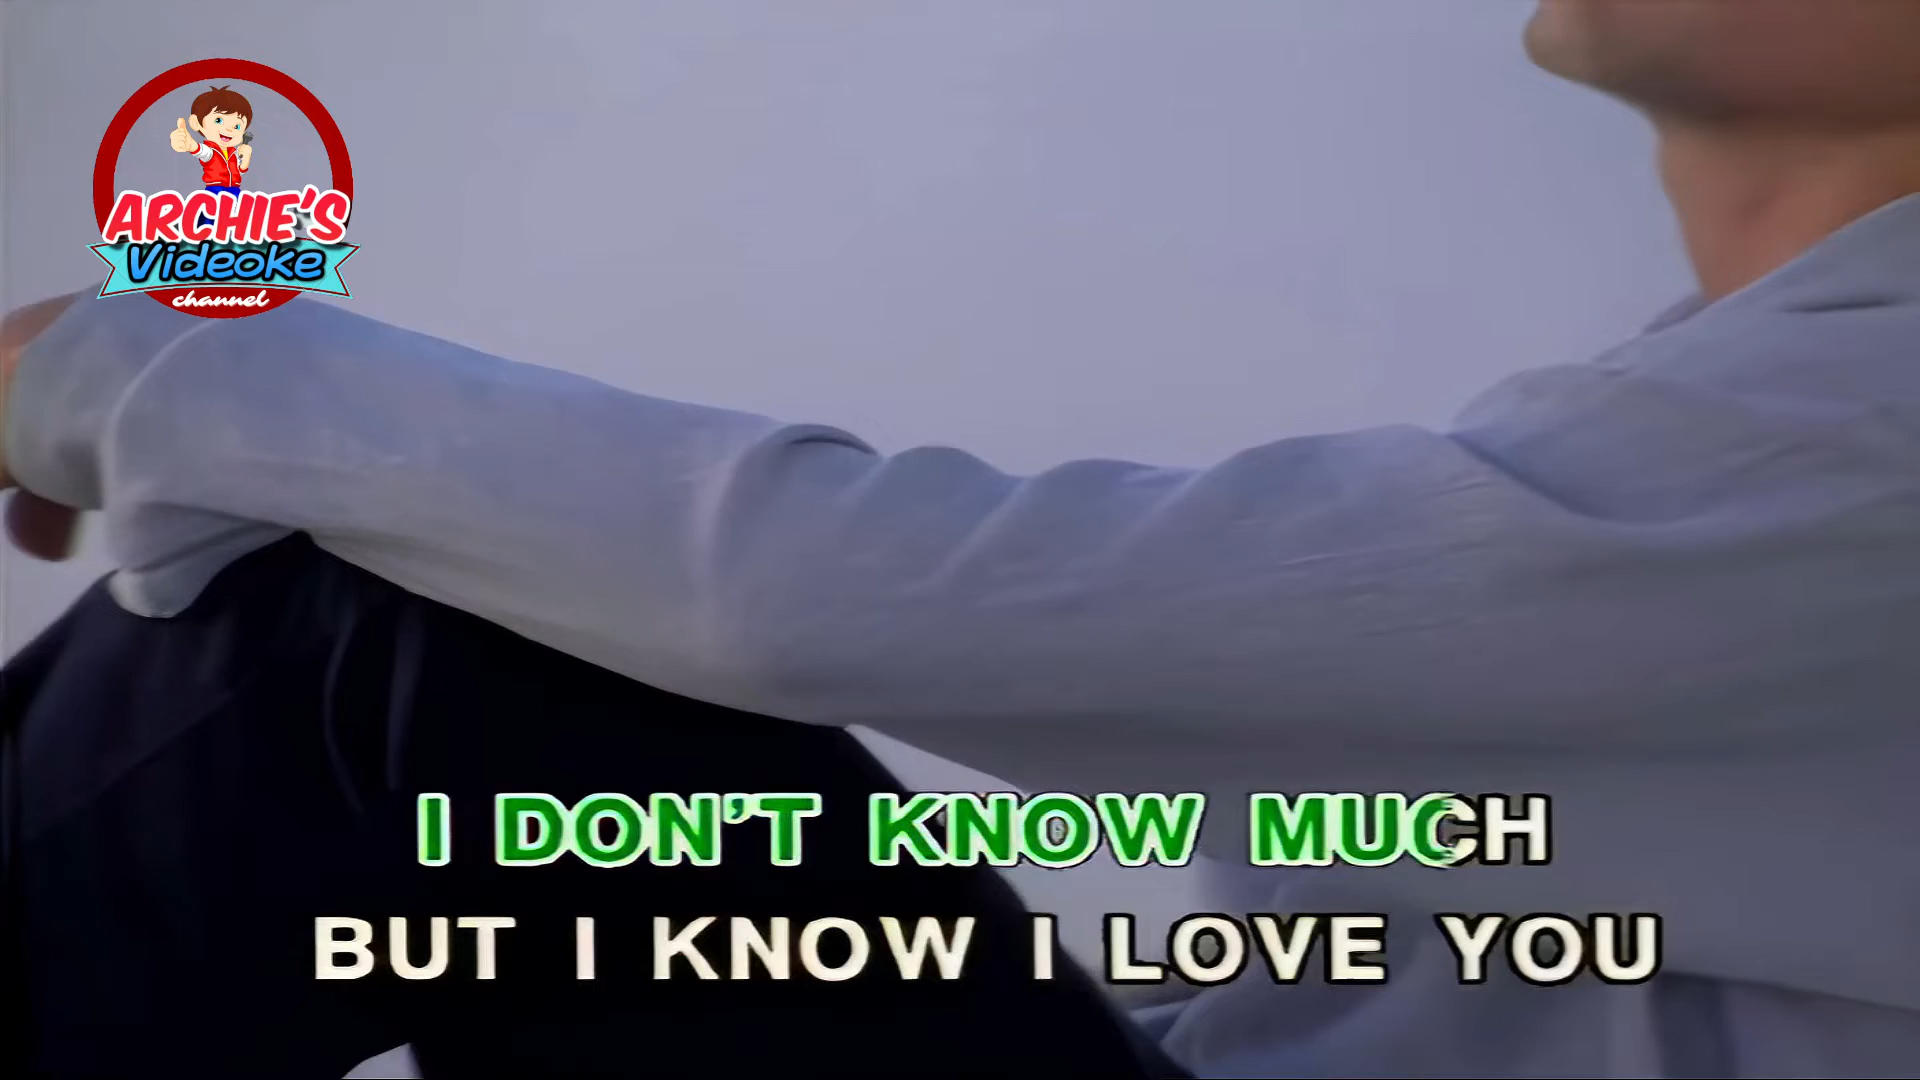 ARCHIE'S
Videoke
channel
I DON'T KNOW MUCH
BUT I KNOW I LOVE YOU